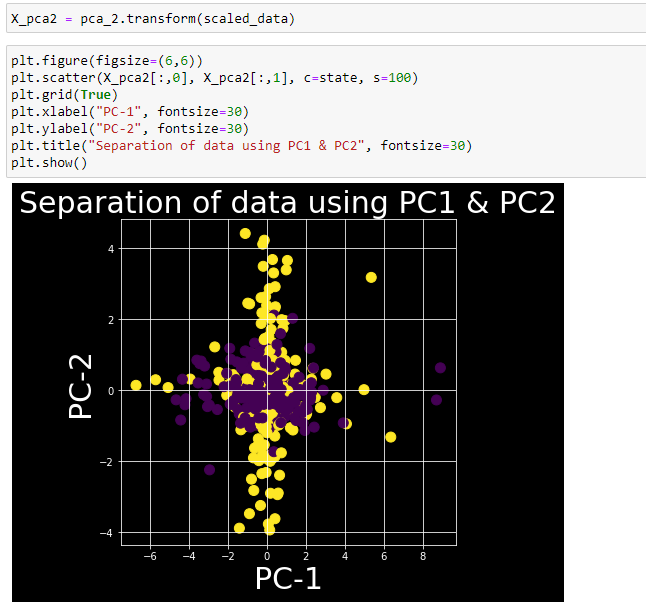 X_pca2 = pca_2.transform(scaled_data)
plt.figure(figsize=(6,6))
plt.scatter(X_pca2[:,0], X_pca2[:,1], c=state, s=100)
plt.grid(True)
plt.xlabel("PC-1", fontsize=30)
plt.ylabel("PC-2", fontsize=30)
plt.title("Separation of data using PC1 & PC2", fontsize=30)
plt.show()
Separation of data using PC1 & PC2
4
2
0
−2
−4
PC-2
−6 −4 −2 0 2 4 6 8
PC-1